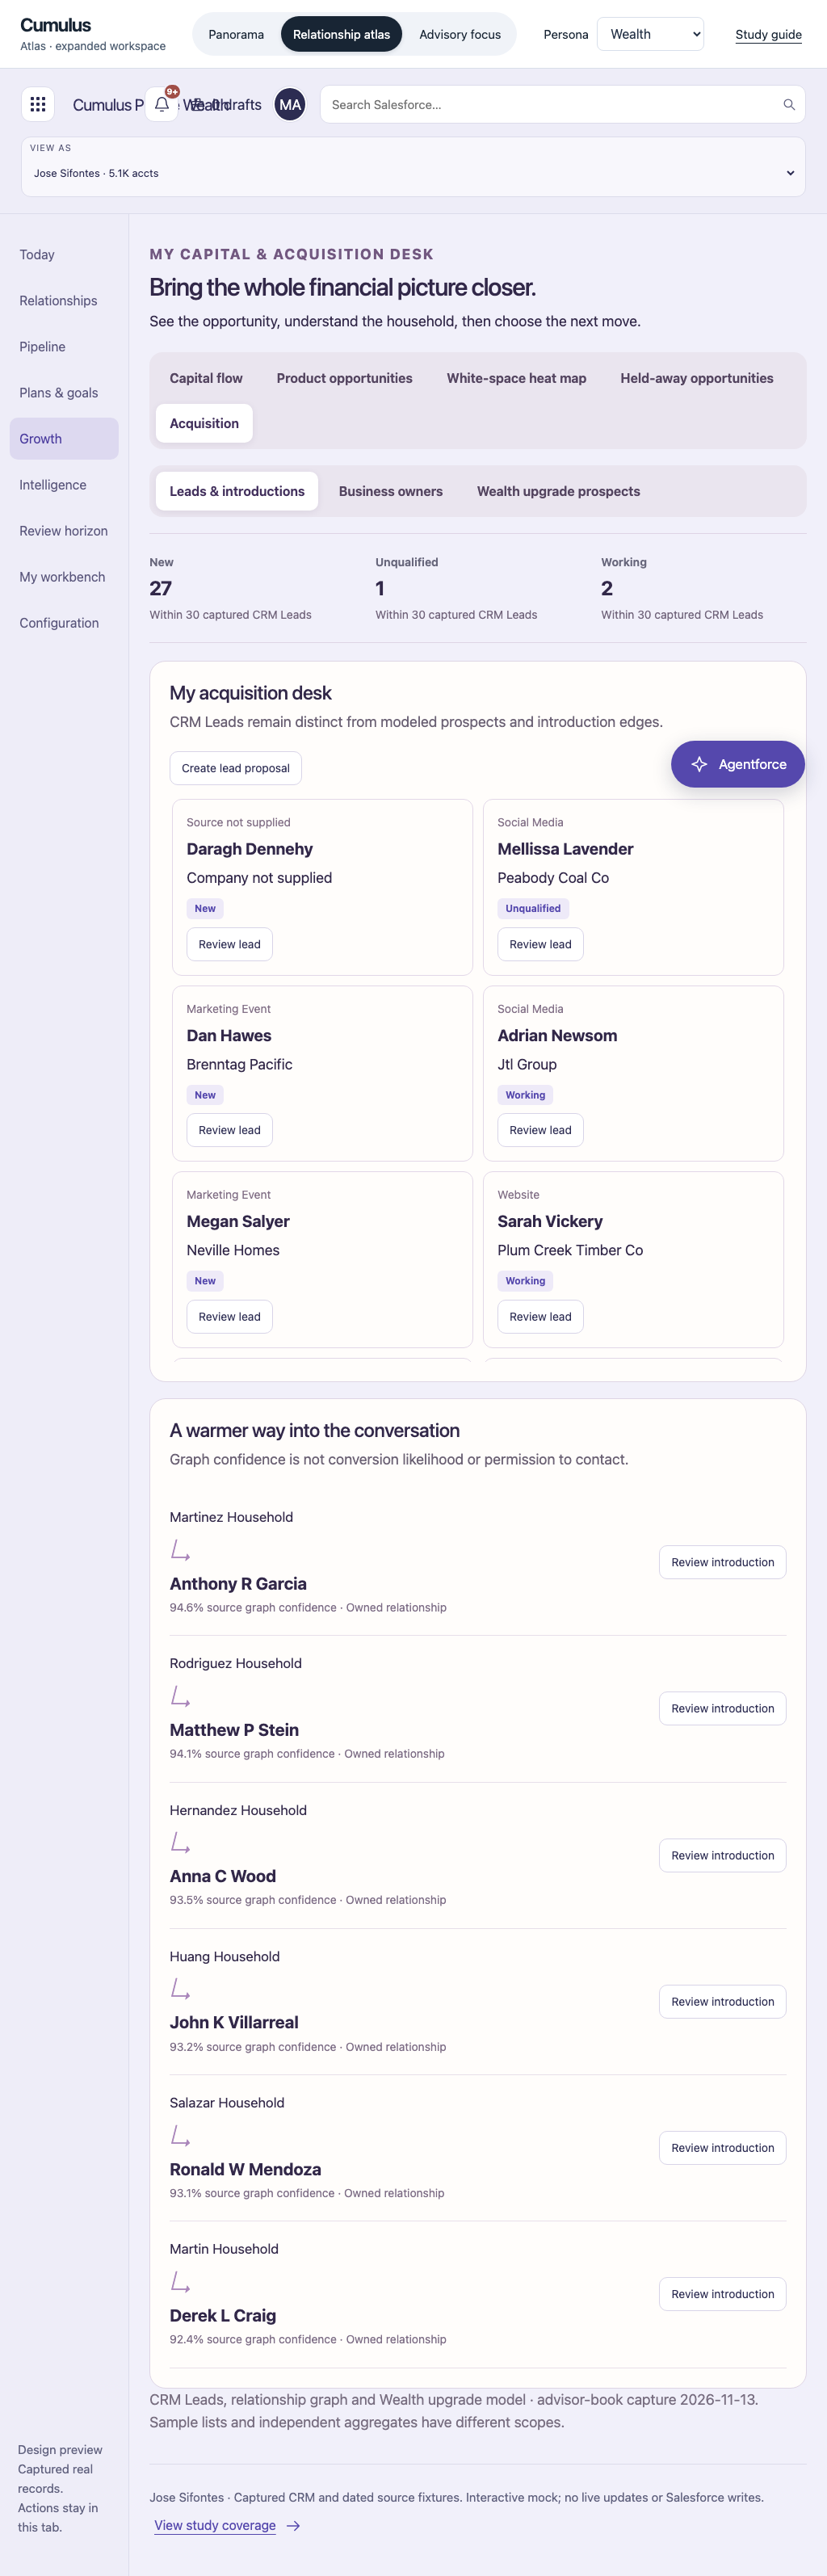 Cumulus
Atlas · expanded workspace
Panorama
Relationship atlas
Advisory focus
Persona
Wealth
Study guide
Cumulus P
Wealth
drafts
9+
MA
Search Salesforce...
VIEW AS
Jose Sifontes · 5.1K accts
Today
Relationships
Pipeline
Plans & goals
Growth
Intelligence
Review horizon
My workbench
Configuration
MY CAPITAL & ACQUISITION DESK
Bring the whole financial picture closer.
See the opportunity, understand the household, then choose the next move.
Capital flow
Product opportunities
White-space heat map
Held-away opportunities
Acquisition
Leads & introductions
Business owners
Wealth upgrade prospects
New
27
Within 30 captured CRM Leads
Unqualified
1
Within 30 captured CRM Leads
Working
2
Within 30 captured CRM Leads
My acquisition desk
CRM Leads remain distinct from modeled prospects and introduction edges.
Create lead proposal
Agentforce
Source not supplied
Daragh Dennehy
Company not supplied
New
Review lead
Social Media
Mellissa Lavender
Peabody Coal Co
Unqualified
Review lead
Marketing Event
Dan Hawes
Brenntag Pacific
New
Review lead
Social Media
Adrian Newsom
Jtl Group
Working
Review lead
Marketing Event
Megan Salyer
Neville Homes
New
Review lead
Website
Sarah Vickery
Plum Creek Timber Co
Working
Review lead
A warmer way into the conversation
Graph confidence is not conversion likelihood or permission to contact.
Martinez Household
Anthony R Garcia
94.6% source graph confidence · Owned relationship
Review introduction
Rodriguez Household
Matthew P Stein
94.1% source graph confidence · Owned relationship
Review introduction
Hernandez Household
Anna C Wood
93.5% source graph confidence · Owned relationship
Review introduction
Huang Household
John K Villarreal
93.2% source graph confidence · Owned relationship
Review introduction
Salazar Household
Ronald W Mendoza
93.1% source graph confidence · Owned relationship
Review introduction
Martin Household
Derek L Craig
92.4% source graph confidence · Owned relationship
Review introduction
CRM Leads, relationship graph and Wealth upgrade model · advisor-book capture 2026-11-13.
Sample lists and independent aggregates have different scopes.
Design preview
Captured real
records.
Actions stay in
this tab.
Jose Sifontes · Captured CRM and dated source fixtures. Interactive mock; no live updates or Salesforce writes.
View study coverage